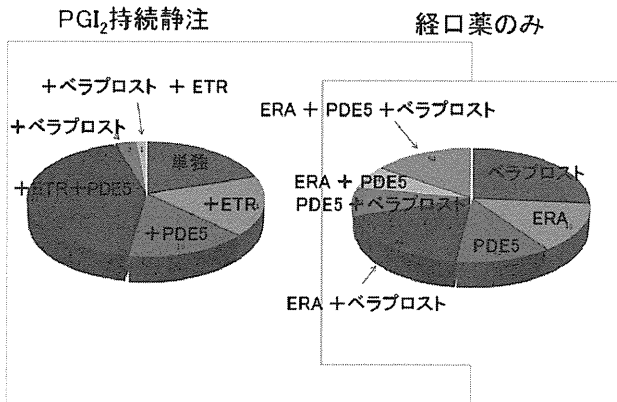 PGI₂持続静注
経口薬のみ
+ベラプロスト + ETR
+ベラプロスト
単独
+ETR+PDE5
+ETR
+PDE5
ERA + PDE5 +ベラプロスト
ベラプロスト
ERA + PDE5
PDE5 +ベラプロスト
ERA
PDE5
ERA +ベラプロスト